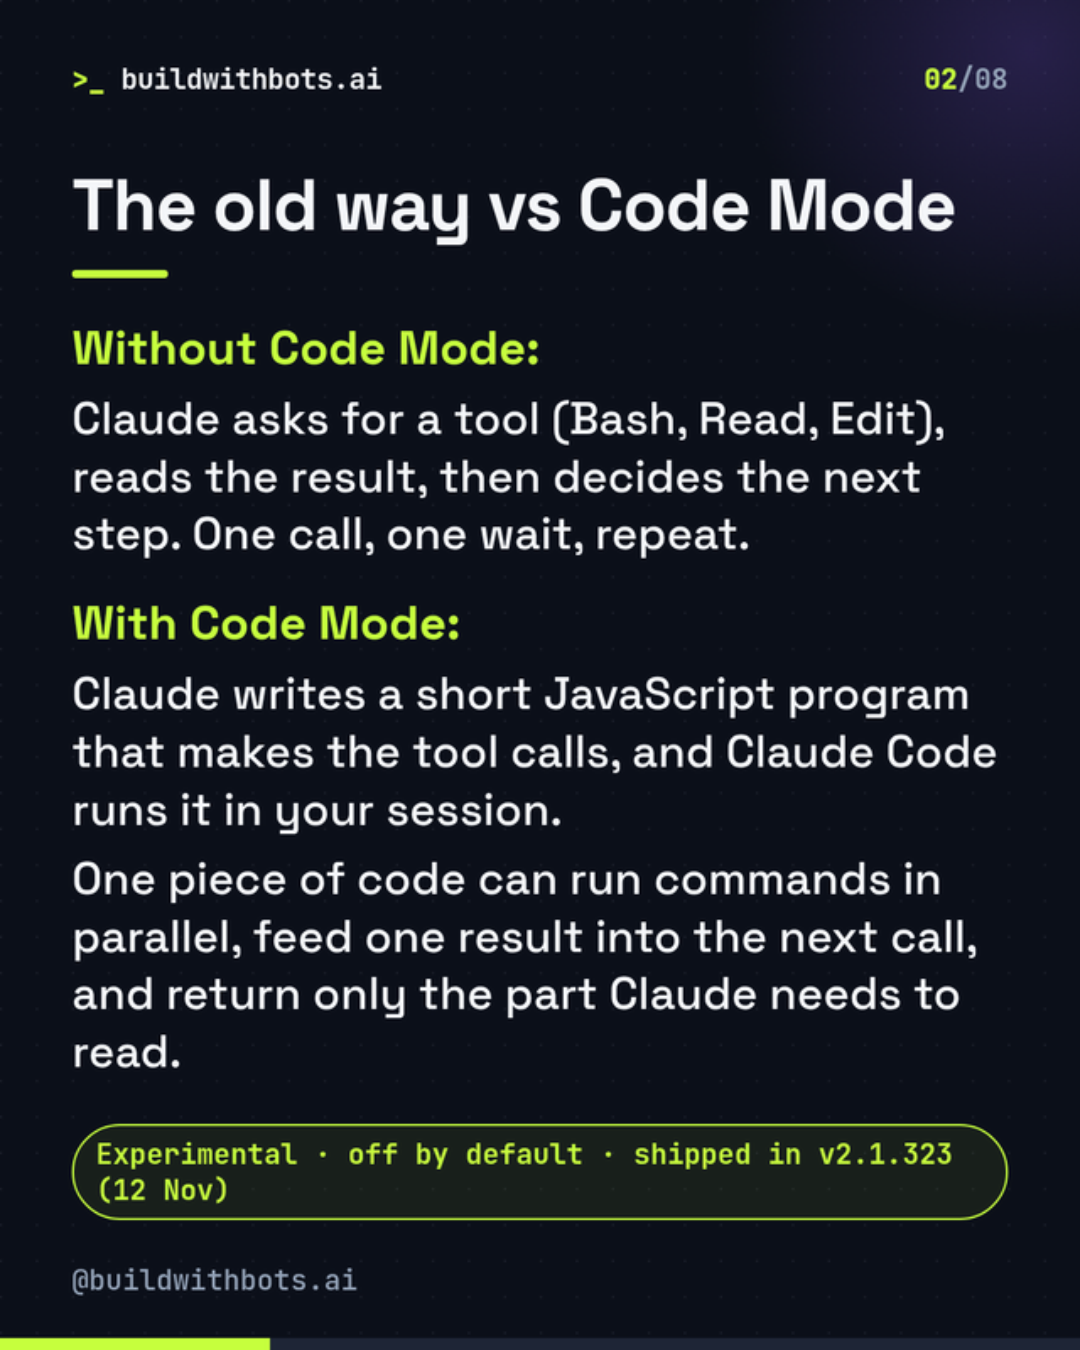 >_ buildwithbots.ai
02/08
The old way vs Code Mode
Without Code Mode:
Claude asks for a tool (Bash, Read, Edit),
reads the result, then decides the next
step. One call, one wait, repeat.
With Code Mode:
Claude writes a short JavaScript program
that makes the tool calls, and Claude Code
runs it in your session.
One piece of code can run commands in
parallel, feed one result into the next call,
and return only the part Claude needs to
read.
Experimental · off by default · shipped in v2.1.323
(12 Nov)
@buildwithbots.ai